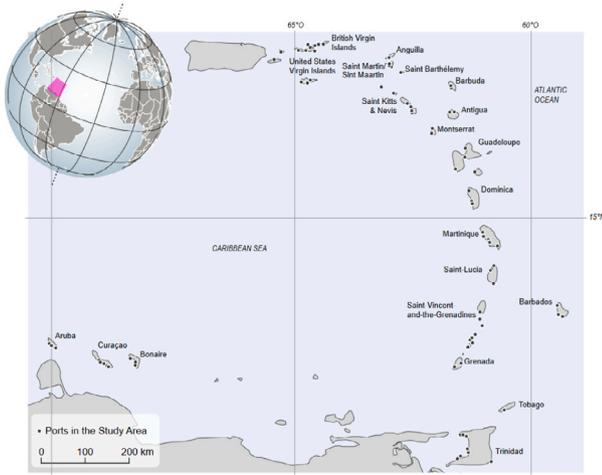 65°O
60°O
British Virgin
Islands
United States
Virgin Islands
Anguilla
Saint Martin/
Sint Maartin
Saint Barthélemy
Barbuda
Saint Kitts
& Nevis
Antigua
Montserrat
Guadeloupe
ATLANTIC
OCEAN
Dominica
15°N
Martinique
CARIBBEAN SEA
Saint-Lucia
Saint Vincont
and-the-Grenadines
Barbados
Grenada
Aruba
Curaçao
Bonaire
Tobago
Trinidad
• Ports in the Study Area
0 100 200 km